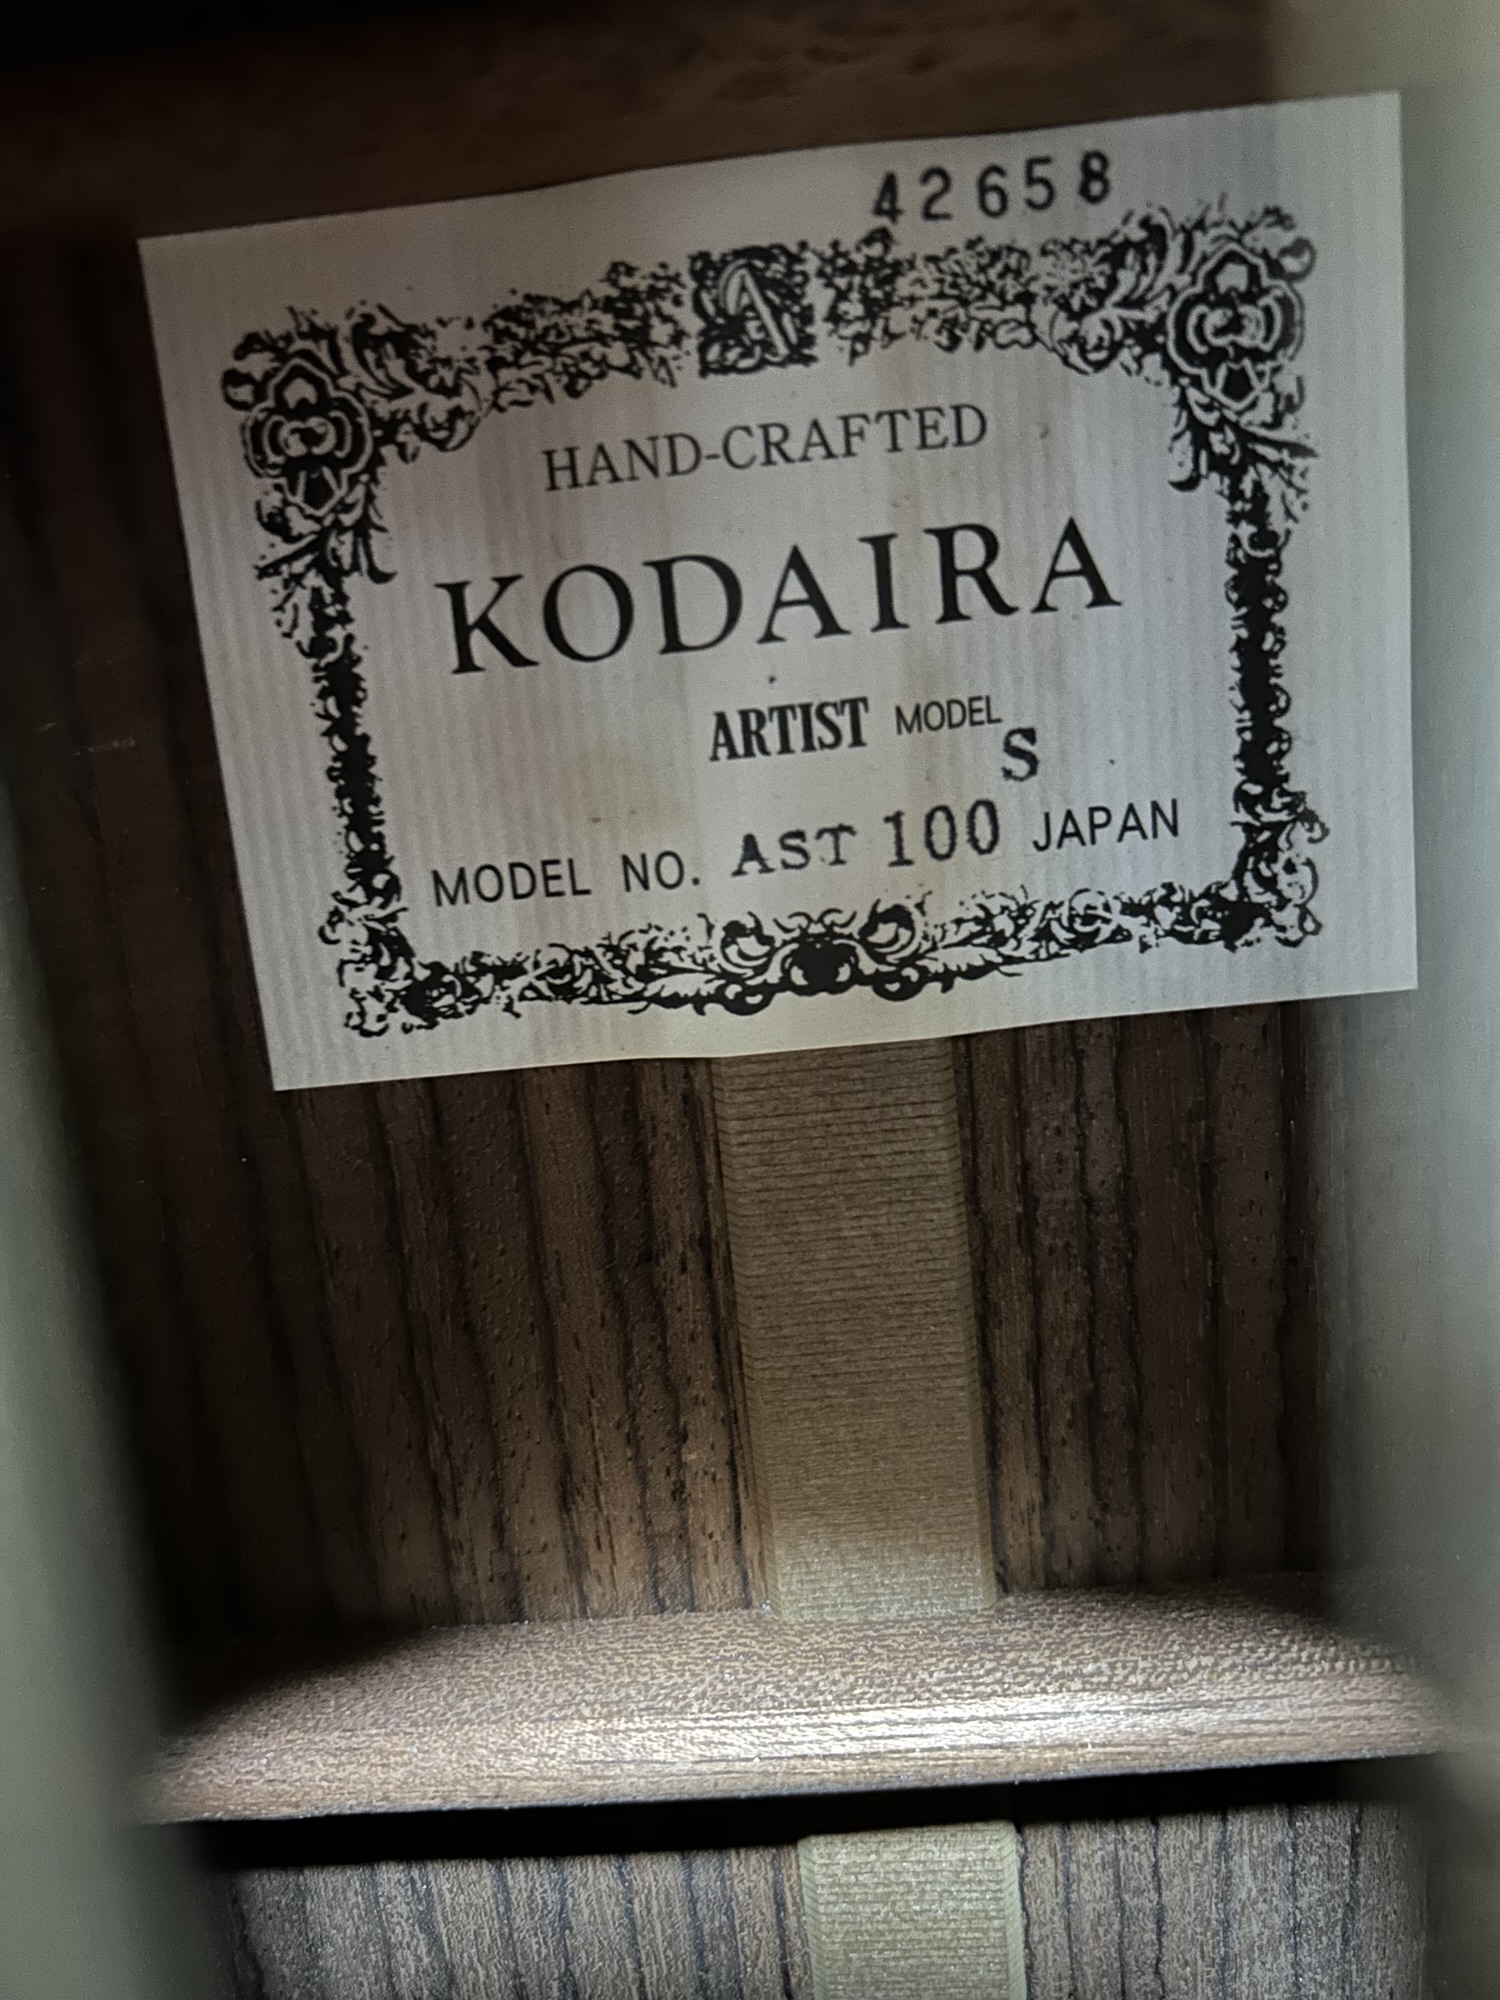 42658
A
HAND-CRAFTED
KODAIRA
ARTIST MODEL
S
MODEL NO. AST 100 JAPAN